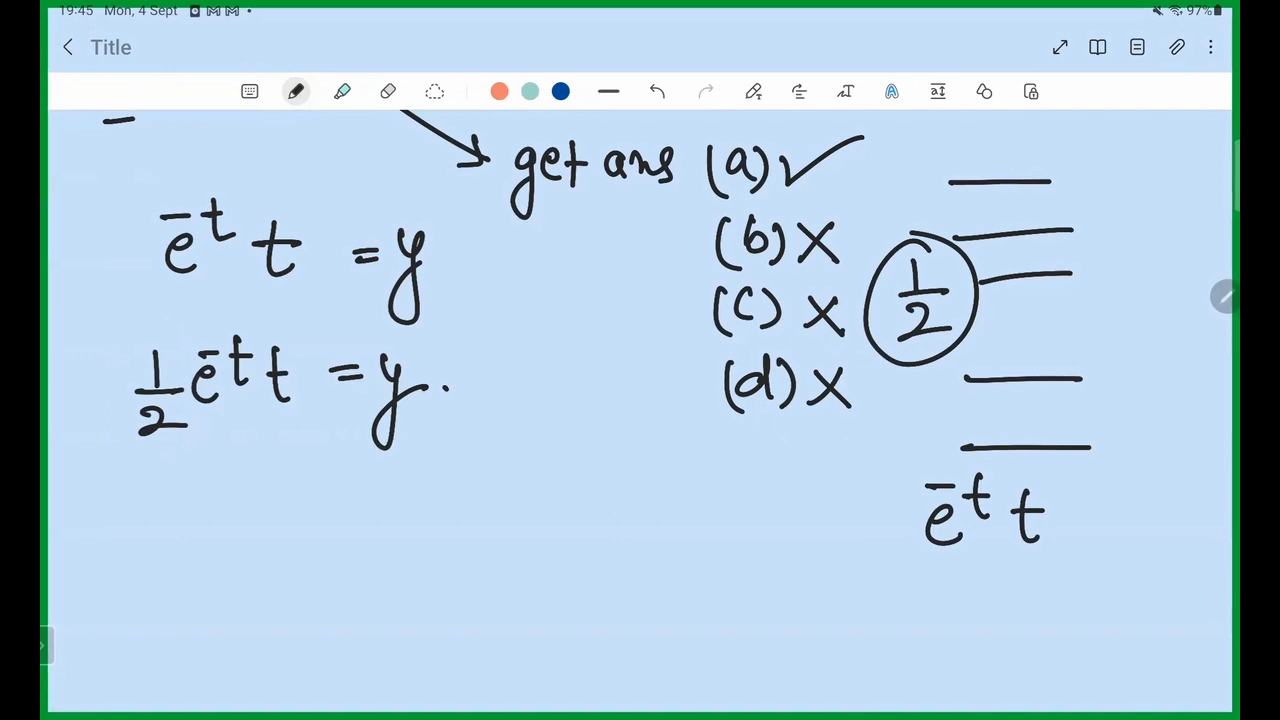 19:45 Mon, 4 Sept 97%
Title
get ans (a) ✓
e^-t t = y
(b) X
(c) X
1/2
1/2 e^-t t = y.
(d) X
e^-t t